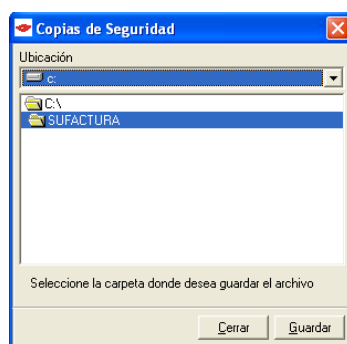 Copias de Seguridad
Ubicación
c:
C:\
SUFACTURA
Seleccione la carpeta donde desea guardar el archivo
Cerrar Guardar